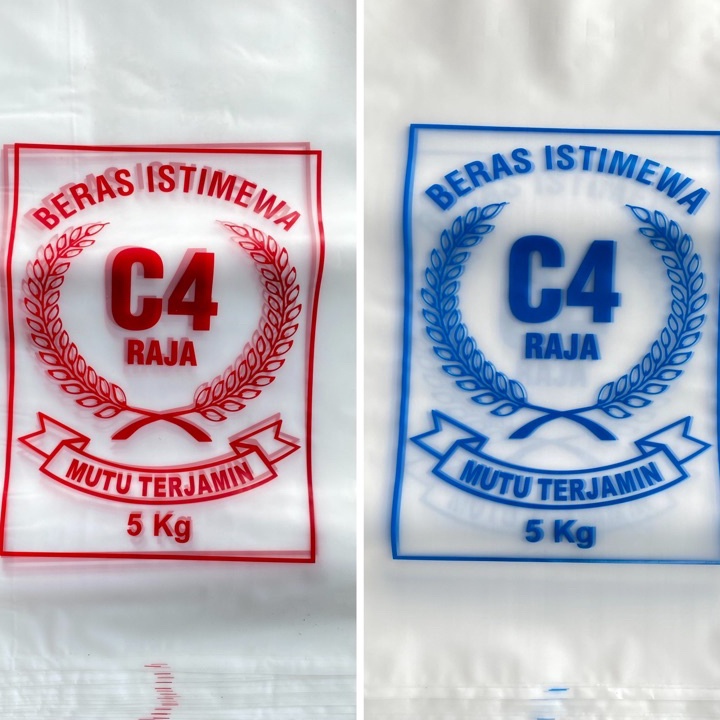 BERAS ISTIMEWA
C4
RAJA
MUTU TERJAMIN
5 Kg
BERAS ISTIMEWA
C4
RAJA
MUTU TERJAMIN
5 Kg